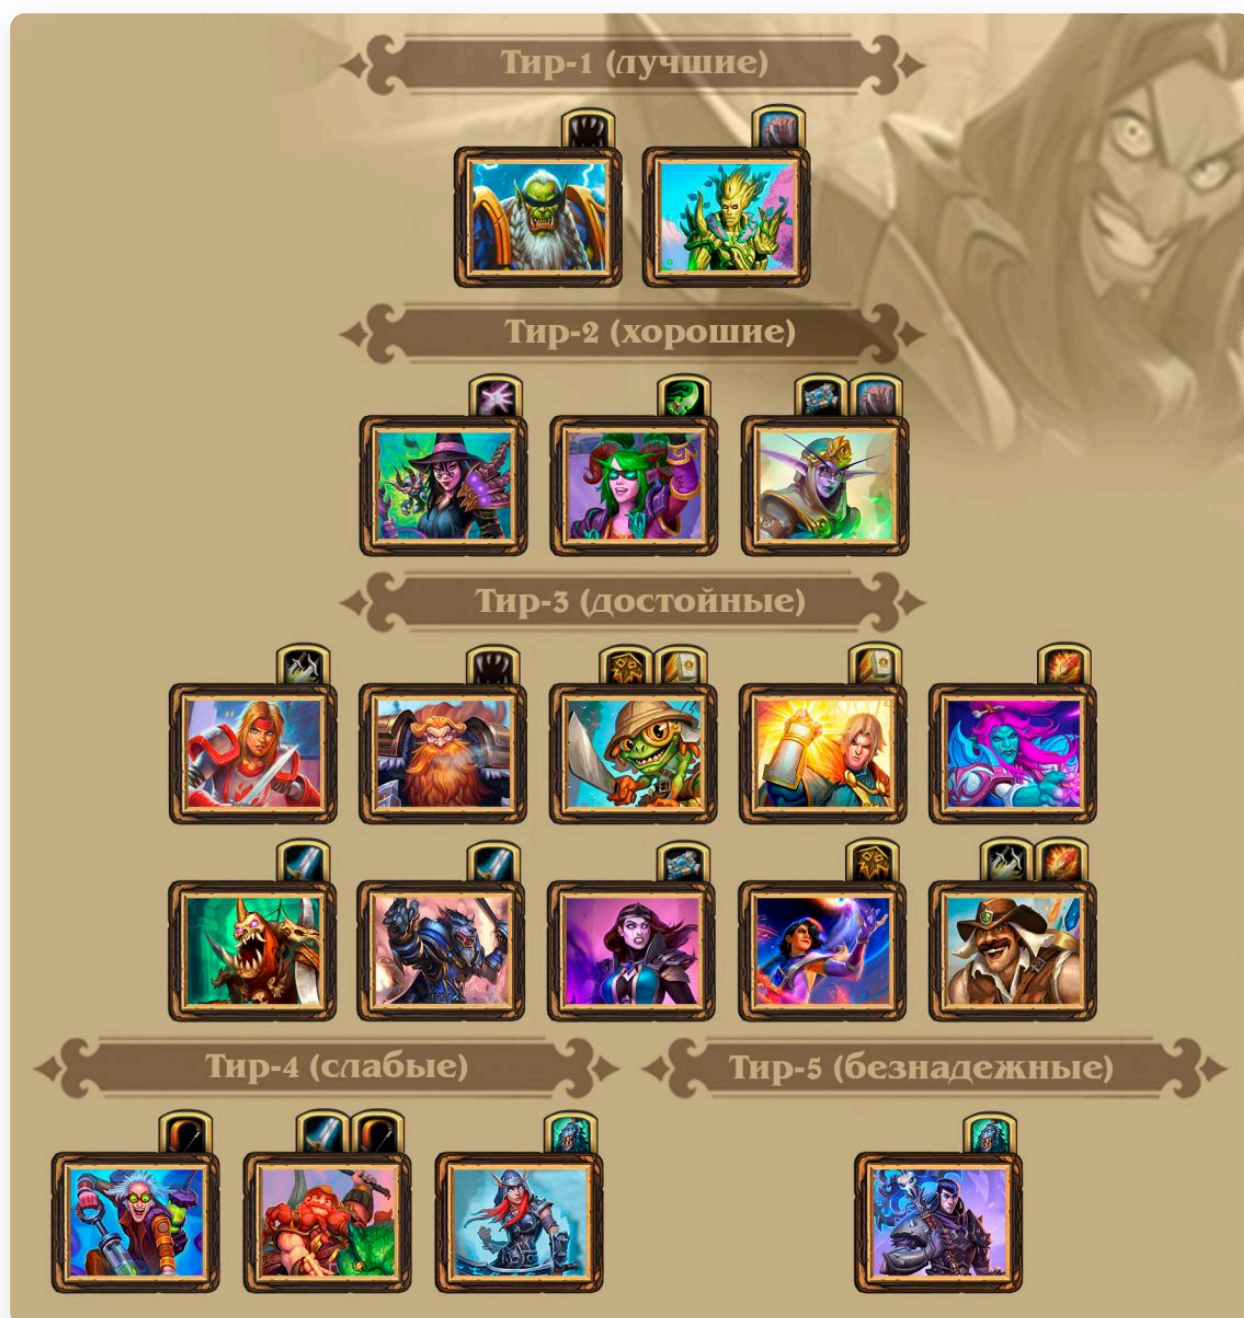 Тир-1 (лучшие)
Тир-2 (хорошие)
Тир-3 (достойные)
Тир-4 (слабые)
Тир-5 (безнадежные)